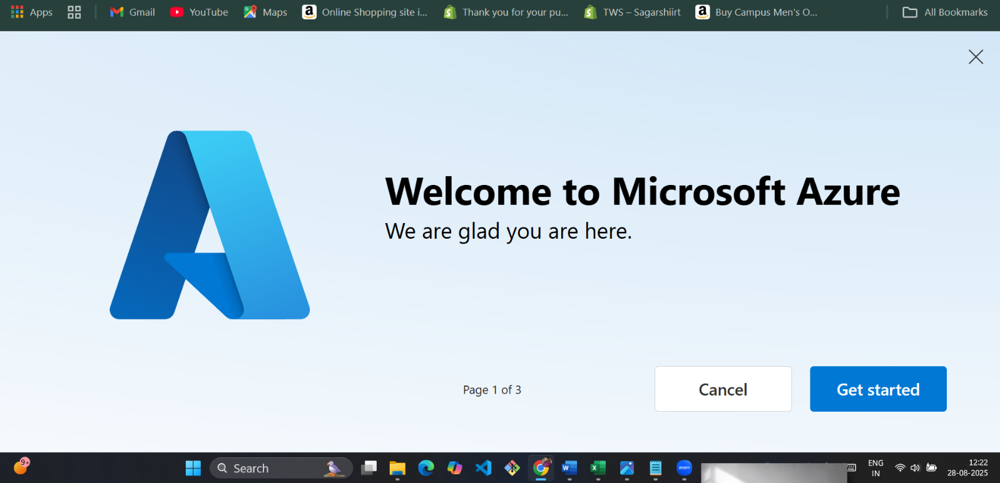 Apps Gmail YouTube Maps Online Shopping site i... Thank you for your pu... TWS – Sagarshiirt Buy Campus Men's O... All Bookmarks
Welcome to Microsoft Azure
We are glad you are here.
Page 1 of 3 Cancel Get started
9+ Search zoom ENG 12:22
IN 28-08-2025